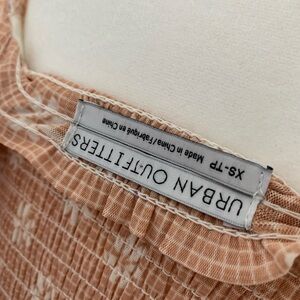 URBAN OUTFITTERS
XS-TP
Made in China/Fabriqué en Chine